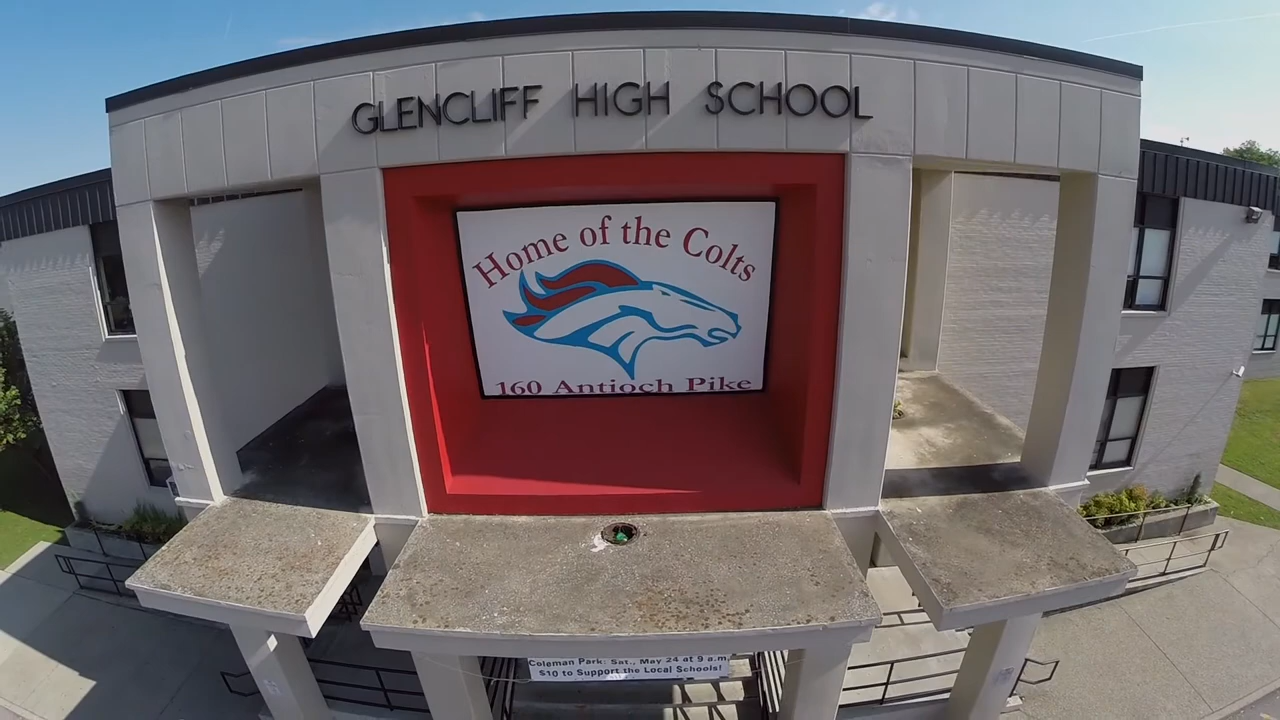 GLENCLIFF HIGH SCHOOL
Home of the Colts
160 Antioch Pike
Coleman Park: Sat., May 24 at 9 a.m
$10 to Support the Local Schools!